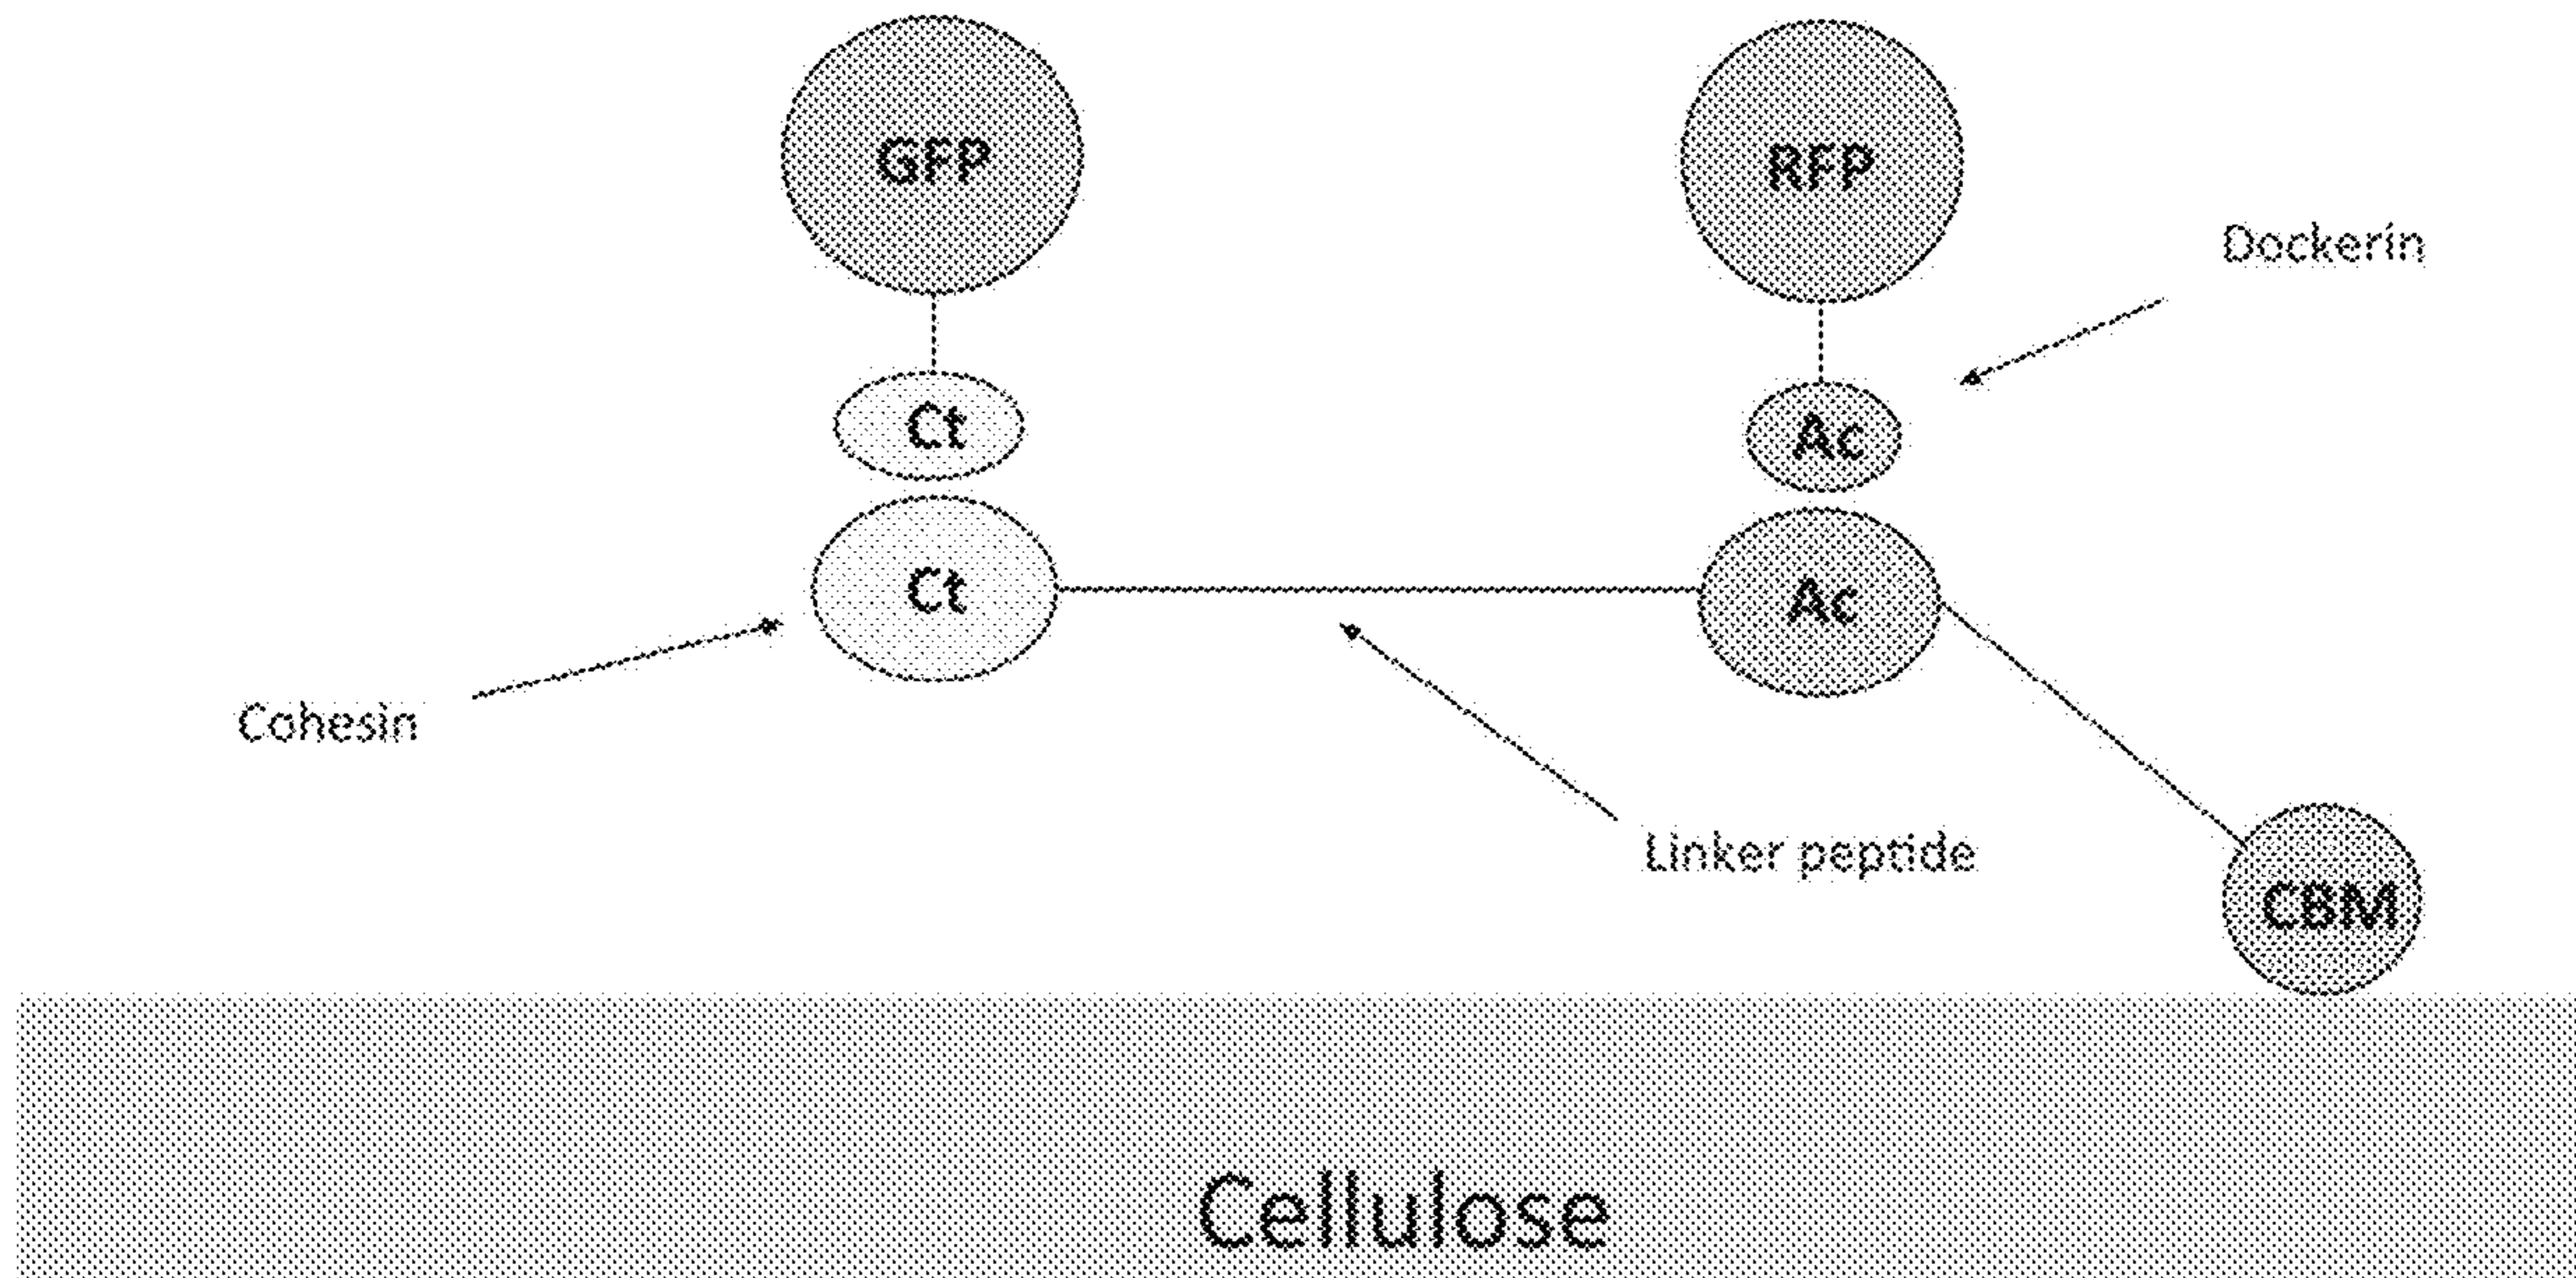 GFP
RFP
Dockerin
Ct
Ac
Ct
Ac
Cohesin
Linker peptide
CBM
Cellulose